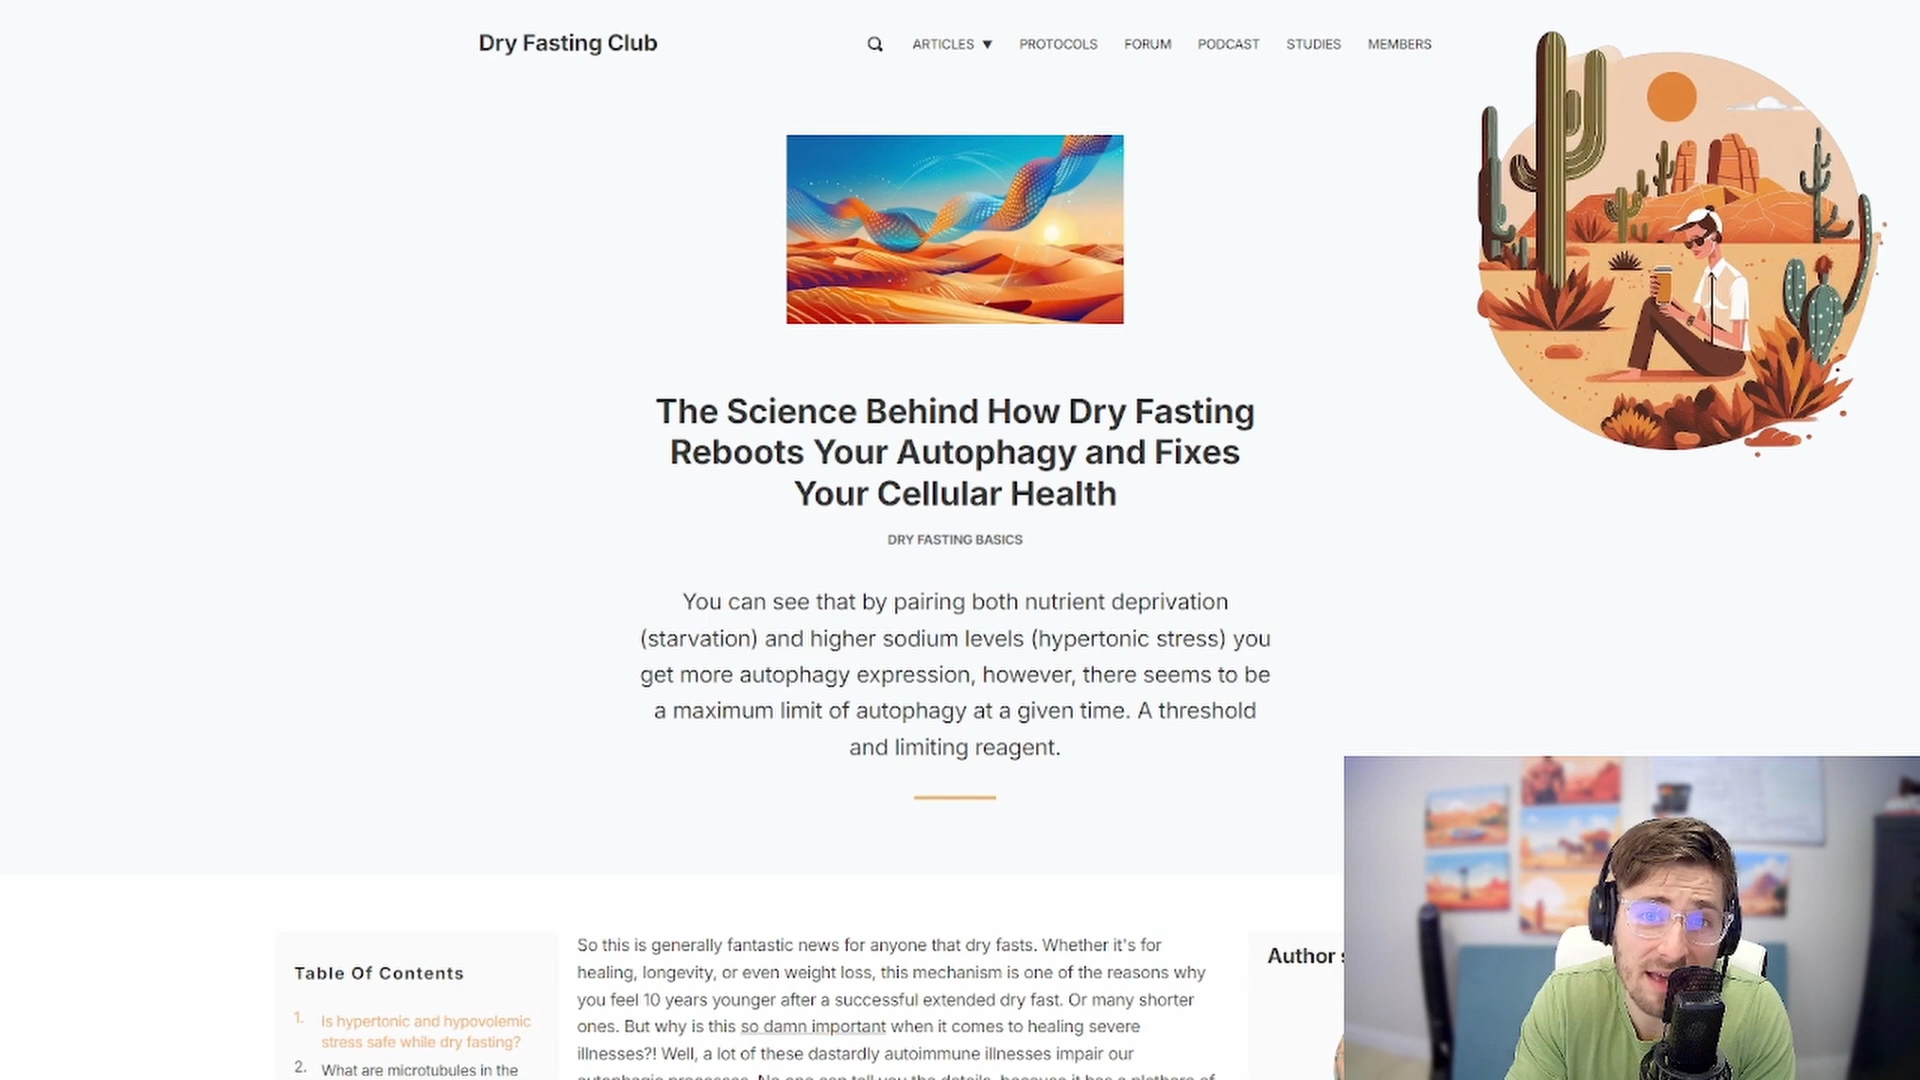 Dry Fasting Club
ARTICLES ▼ PROTOCOLS FORUM PODCAST STUDIES MEMBERS
The Science Behind How Dry Fasting
Reboots Your Autophagy and Fixes
Your Cellular Health
DRY FASTING BASICS
You can see that by pairing both nutrient deprivation
(starvation) and higher sodium levels (hypertonic stress) you
get more autophagy expression, however, there seems to be
a maximum limit of autophagy at a given time. A threshold
and limiting reagent.
Table Of Contents
1. Is hypertonic and hypovolemic
stress safe while dry fasting?
2. What are microtubules in the
So this is generally fantastic news for anyone that dry fasts. Whether it's for
healing, longevity, or even weight loss, this mechanism is one of the reasons why
you feel 10 years younger after a successful extended dry fast. Or many shorter
ones. But why is this so damn important when it comes to healing severe
illnesses?! Well, a lot of these dastardly autoimmune illnesses impair our
Author